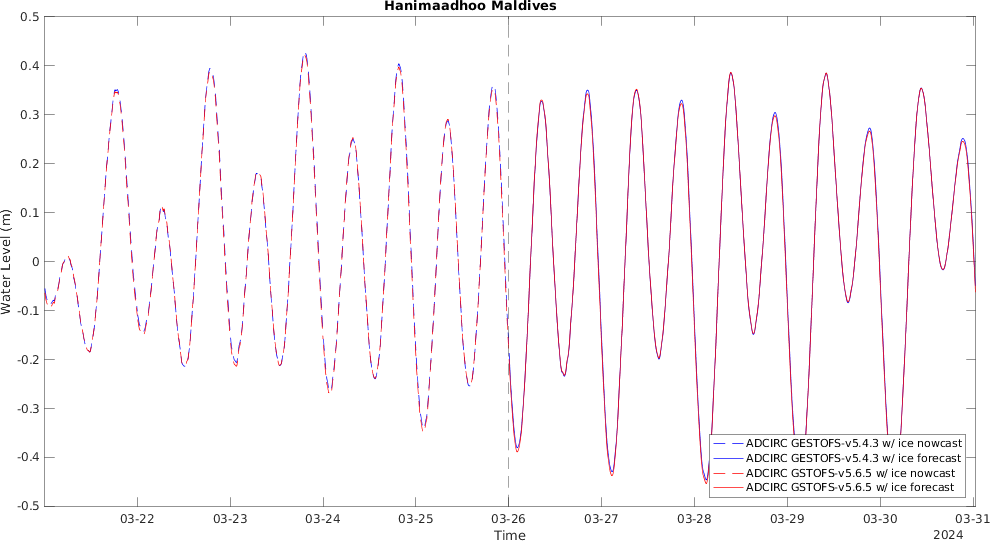 Hanimaadhoo Maldives
0.5
0.4
0.3
0.2
0.1
0
-0.1
-0.2
-0.3
-0.4
-0.5
Water Level (m)
ADCIRC GESTOFS-v5.4.3 w/ ice nowcast
ADCIRC GESTOFS-v5.4.3 w/ ice forecast
ADCIRC GSTOFS-v5.6.5 w/ ice nowcast
ADCIRC GSTOFS-v5.6.5 w/ ice forecast
03-22 03-23 03-24 03-25 03-26 03-27 03-28 03-29 03-30 03-31
Time
2024